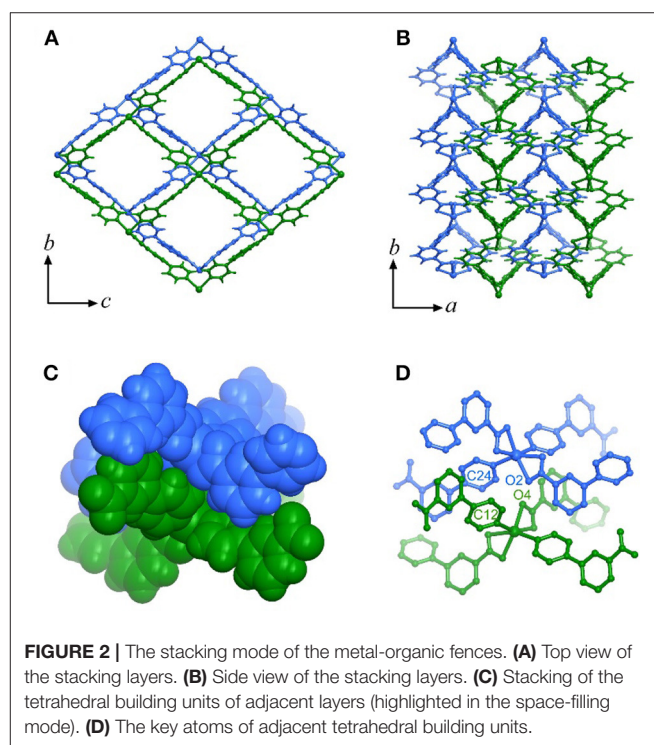 A
B
b
c
b
a
C
D
C24
O2
O4
C12
FIGURE 2 | The stacking mode of the metal-organic fences. (A) Top view of
the stacking layers. (B) Side view of the stacking layers. (C) Stacking of the
tetrahedral building units of adjacent layers (highlighted in the space-filling
mode). (D) The key atoms of adjacent tetrahedral building units.